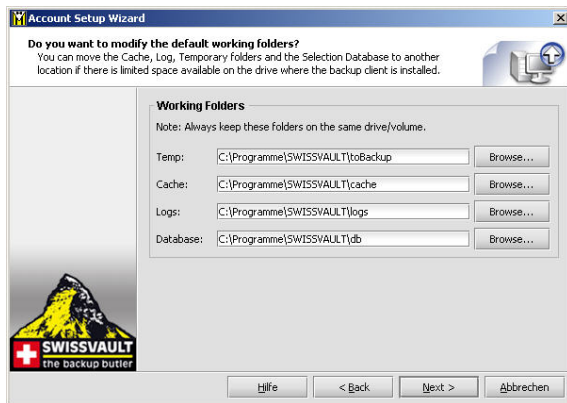 Account Setup Wizard
Do you want to modify the default working folders?
You can move the Cache, Log, Temporary folders and the Selection Database to another
location if there is limited space available on the drive where the backup client is installed.
Working Folders
Note: Always keep these folders on the same drive/volume.
Temp: C:\Programme\SWISSVAULT\toBackup Browse...
Cache: C:\Programme\SWISSVAULT\cache Browse...
Logs: C:\Programme\SWISSVAULT\logs Browse...
Database: C:\Programme\SWISSVAULT\db Browse...
SWISSVAULT
the backup butler
Hilfe < Back Next > Abbrechen